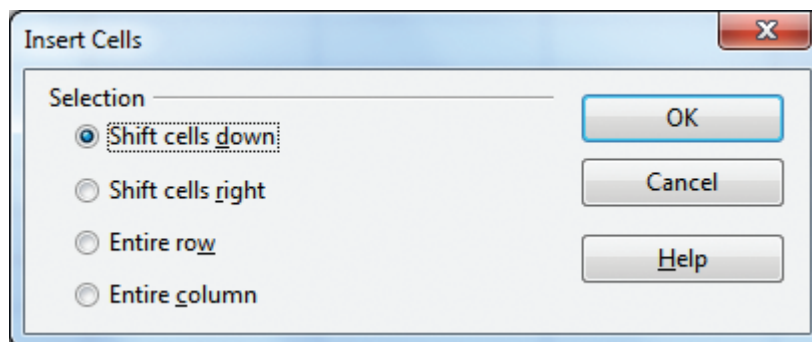 Insert Cells
Selection
Shift cells down
Shift cells right
Entire row
Entire column
OK
Cancel
Help